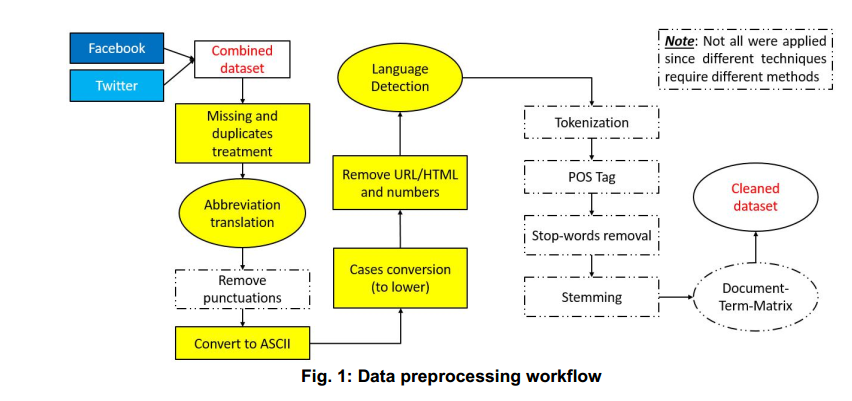 Facebook
Twitter
Combined
dataset
Missing and
duplicates
treatment
Abbreviation
translation
Remove
punctuations
Convert to ASCII
Cases conversion
(to lower)
Remove URL/HTML
and numbers
Language
Detection
Tokenization
POS Tag
Stop-words removal
Stemming
Document-
Term-Matrix
Cleaned
dataset
Note: Not all were applied
since different techniques
require different methods
Fig. 1: Data preprocessing workflow